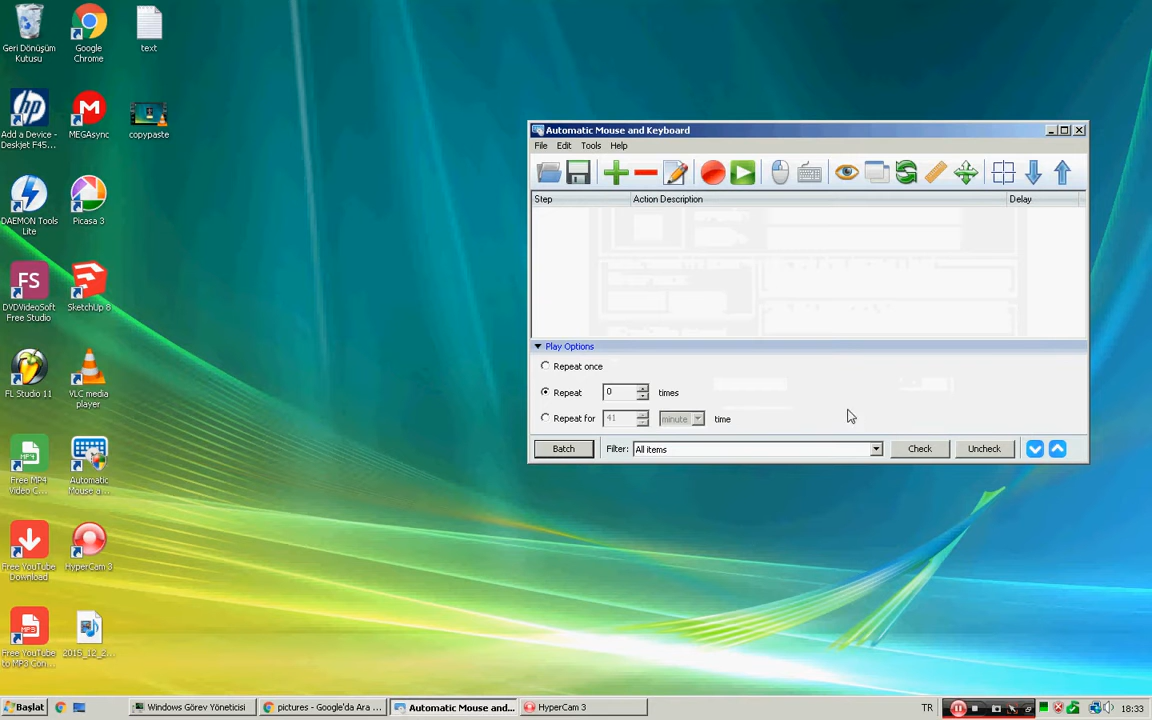 Geri Dönüşüm
Kutusu
Google
Chrome
text
Add a Device -
Deskjet F45...
MEGAsync
copypaste
DAEMON Tools
Lite
Picasa 3
DVDVideoSoft
Free Studio
SketchUp 8
FL Studio 11
VLC media
player
Free MP4
Video C...
Automatic
Mouse a...
Free YouTube
Download
HyperCam 3
Free YouTube
to MP3 Con...
2015_12_2...
Automatic Mouse and Keyboard
File Edit Tools Help
Step Action Description Delay
Play Options
Repeat once
Repeat 0 times
Repeat for 41 minute time
Batch Filter: All items Check Uncheck
Başlat Windows Görev Yöneticisi pictures - Google'da Ara ... Automatic Mouse and... HyperCam 3 TR 18:33